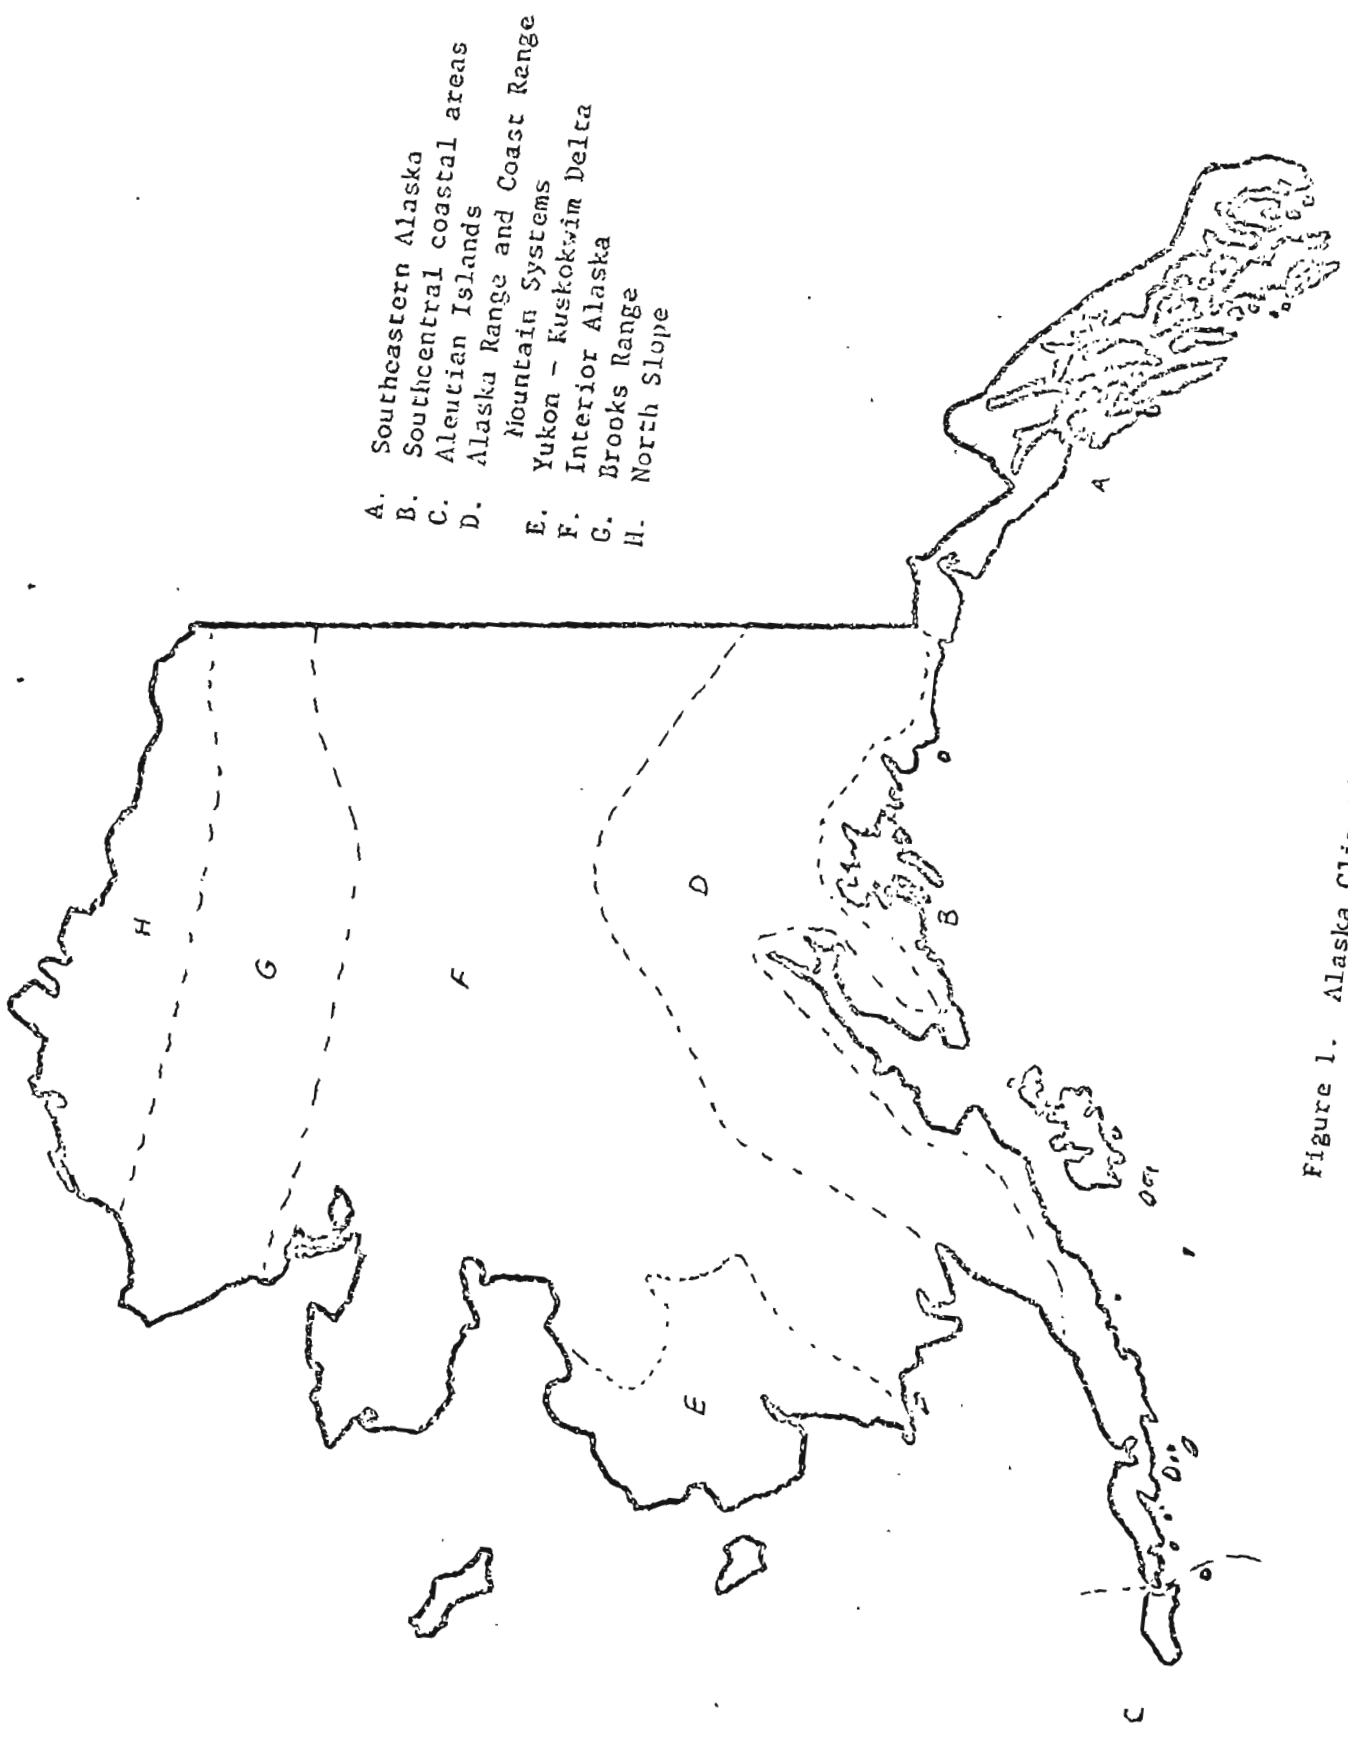 A. Southeastern Alaska
B. Southcentral coastal areas
C. Aleutian Islands
D. Alaska Range and Coast Range
Mountain Systems
E. Yukon - Kuskokwim Delta
F. Interior Alaska
G. Brooks Range
H. North Slope
H
G
F
D
E
B
A
C
Figure 1. Alaska